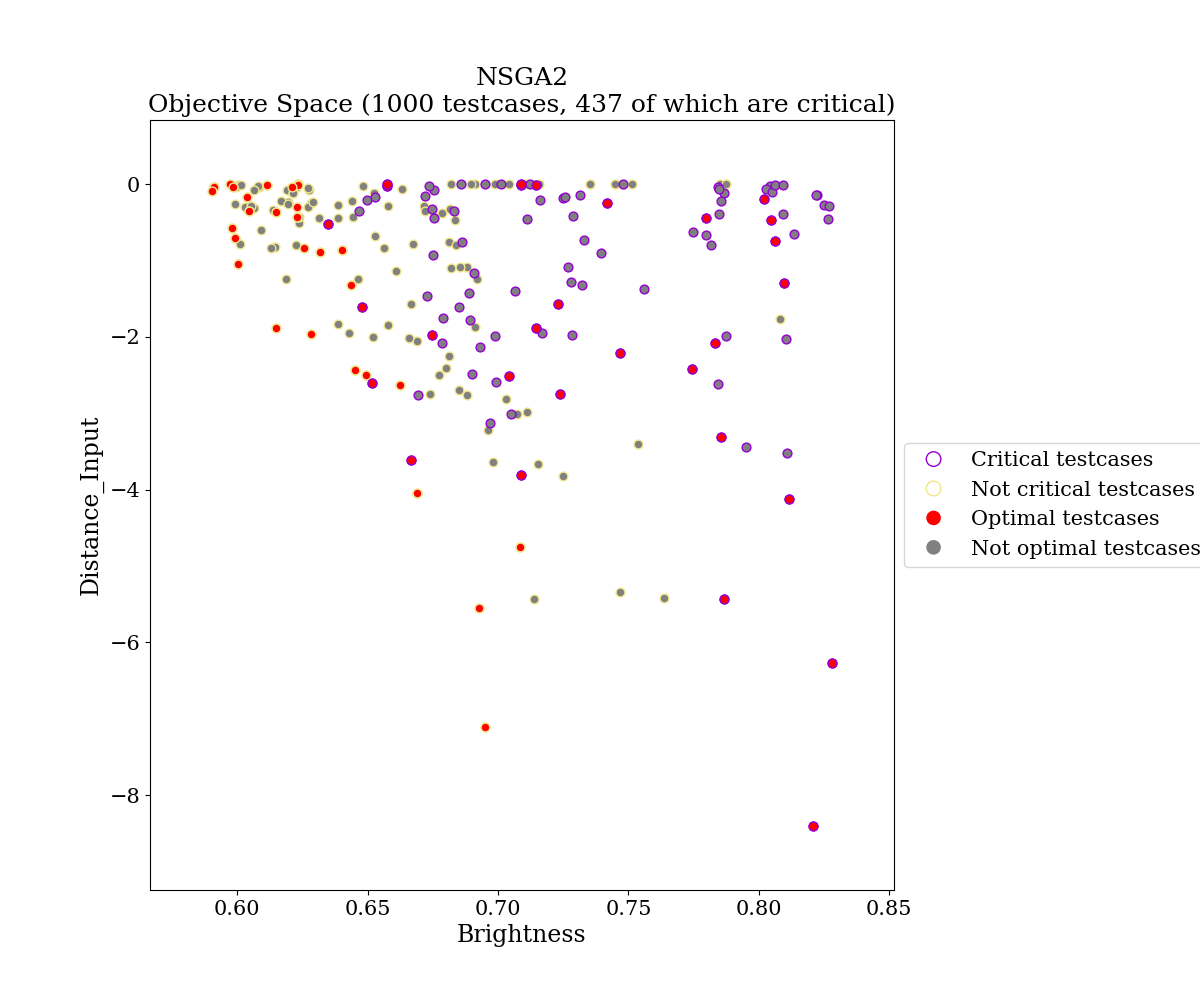 NSGA2
Objective Space (1000 testcases, 437 of which are critical)
0
−2
−4
−6
−8
Distance_Input
0.60
0.65
0.70
0.75
0.80
0.85
Brightness
Critical testcases
Not critical testcases
Optimal testcases
Not optimal testcases